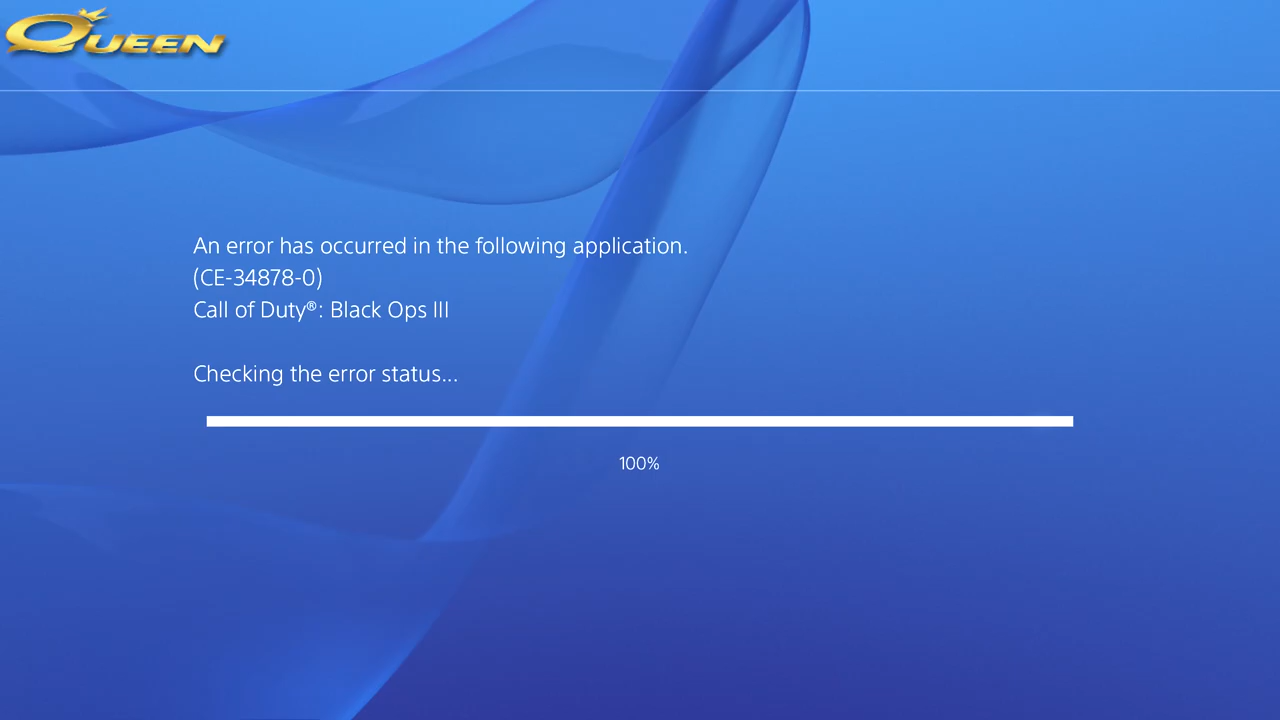 QUEEN
An error has occurred in the following application.
(CE-34878-0)
Call of Duty®: Black Ops III
Checking the error status...
100%